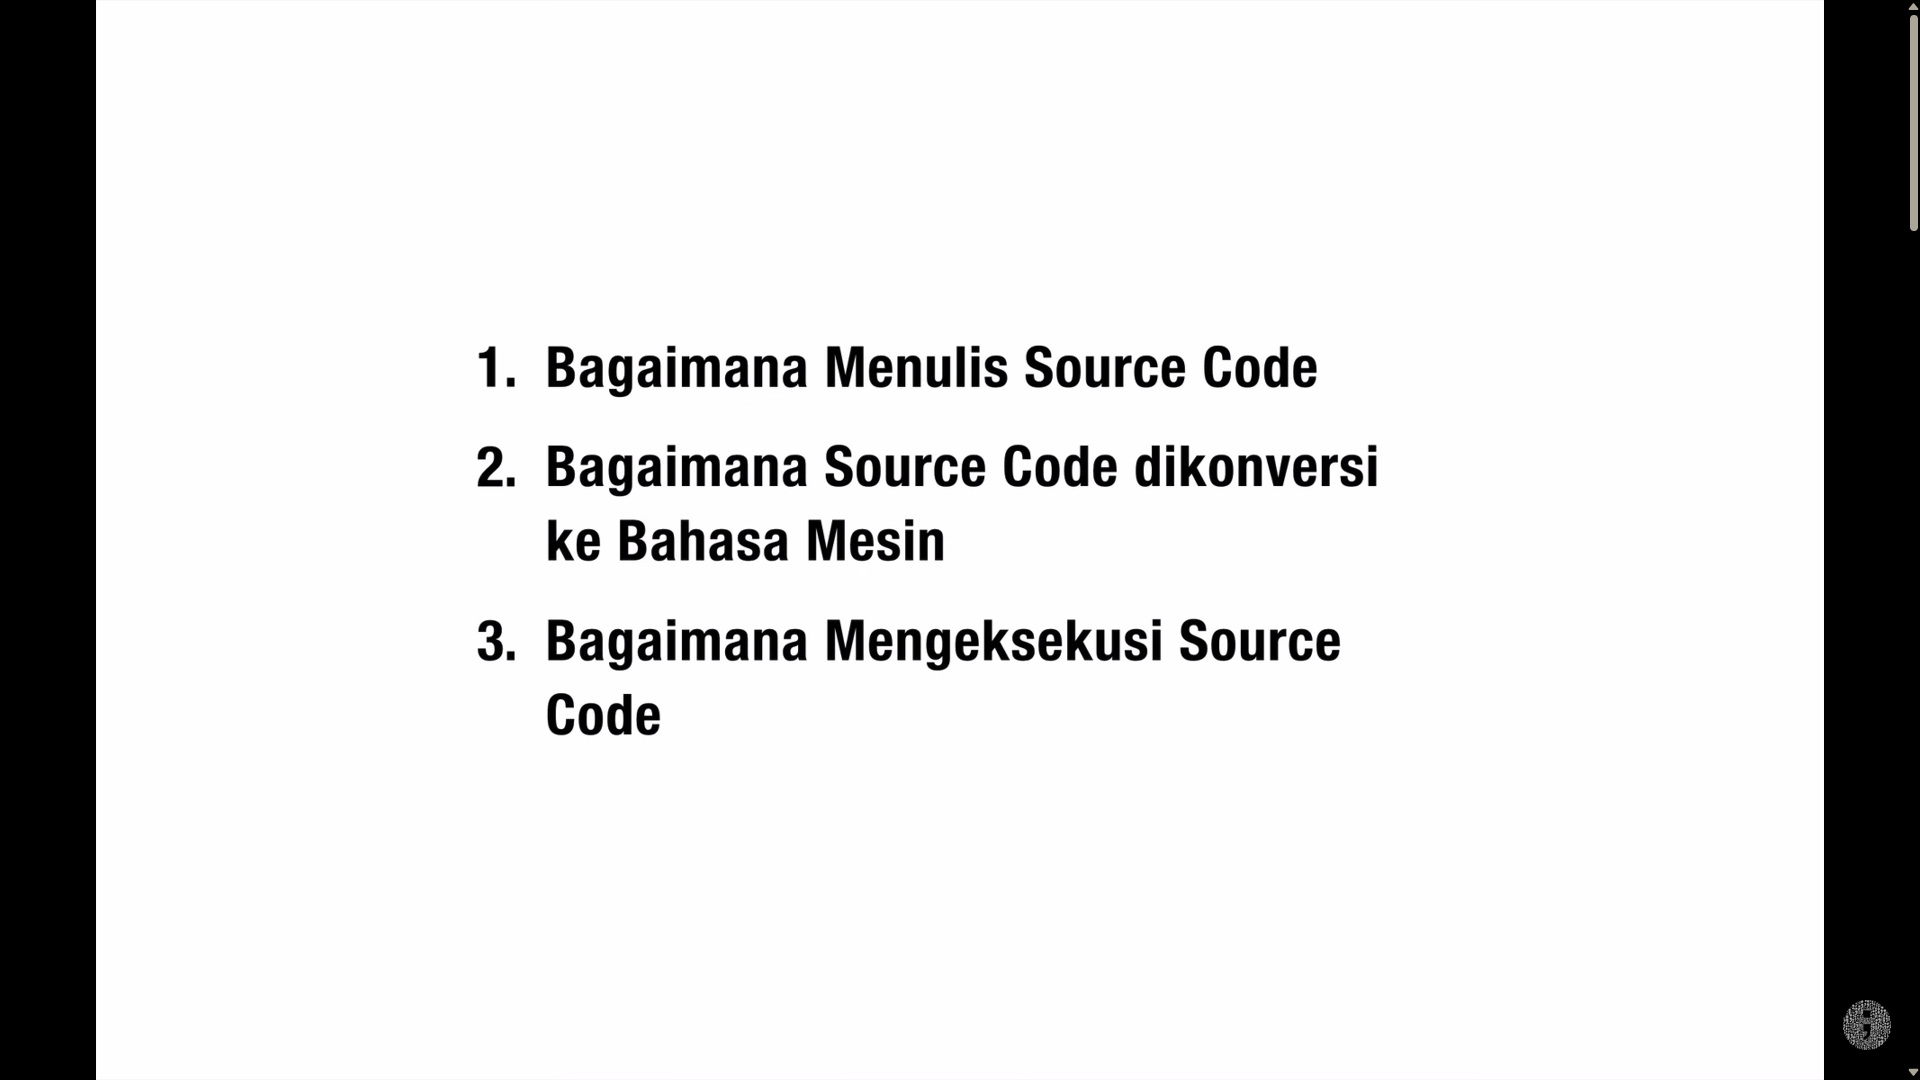 1. Bagaimana Menulis Source Code
2. Bagaimana Source Code dikonversi
ke Bahasa Mesin
3. Bagaimana Mengeksekusi Source
Code